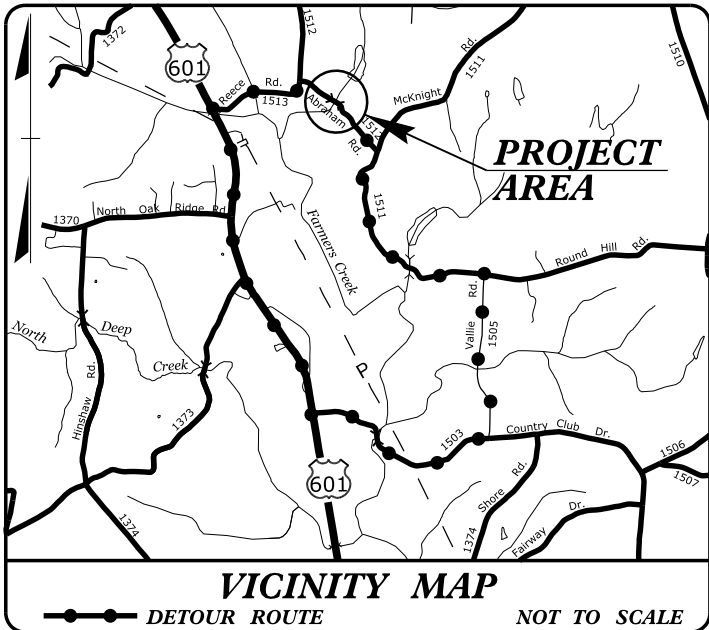 1372
601
Reece
Rd.
1513
1512
Abraham
1512
Rd.
McKnight
Rd.
1511
1510
PROJECT
AREA
1511
1370
North Oak Ridge Rd.
Farmers Creek
Round Hill Rd.
Vallie Rd.
1505
North Deep Creek
Hinshaw Rd.
1373
P
1503
Country Club Dr.
1506
1507
601
1374
Shore Rd.
1374
Fairway Dr.
VICINITY MAP
DETOUR ROUTE
NOT TO SCALE